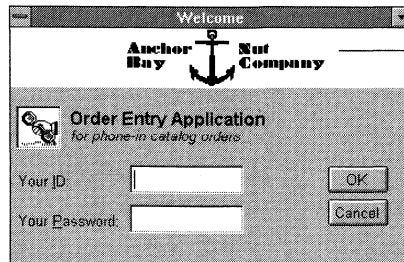 Welcome
Anchor Nut
Bay Company
Order Entry Application
for phone-in catalog orders
Your ID
OK
Your Password:
Cancel